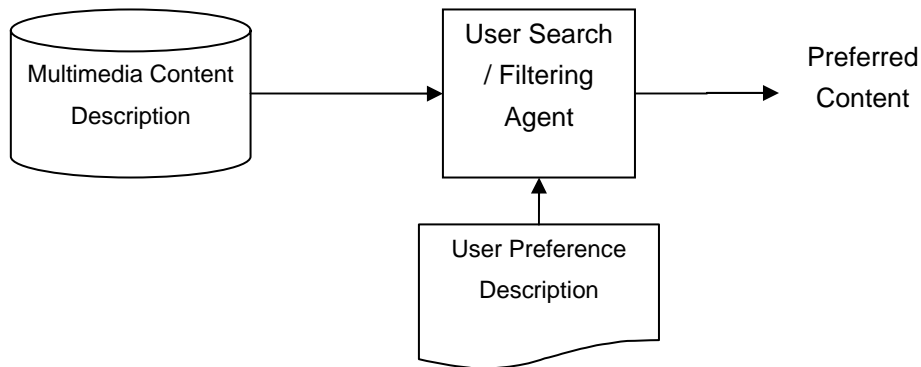 Multimedia Content
Description
User Search
/ Filtering
Agent
Preferred
Content
User Preference
Description